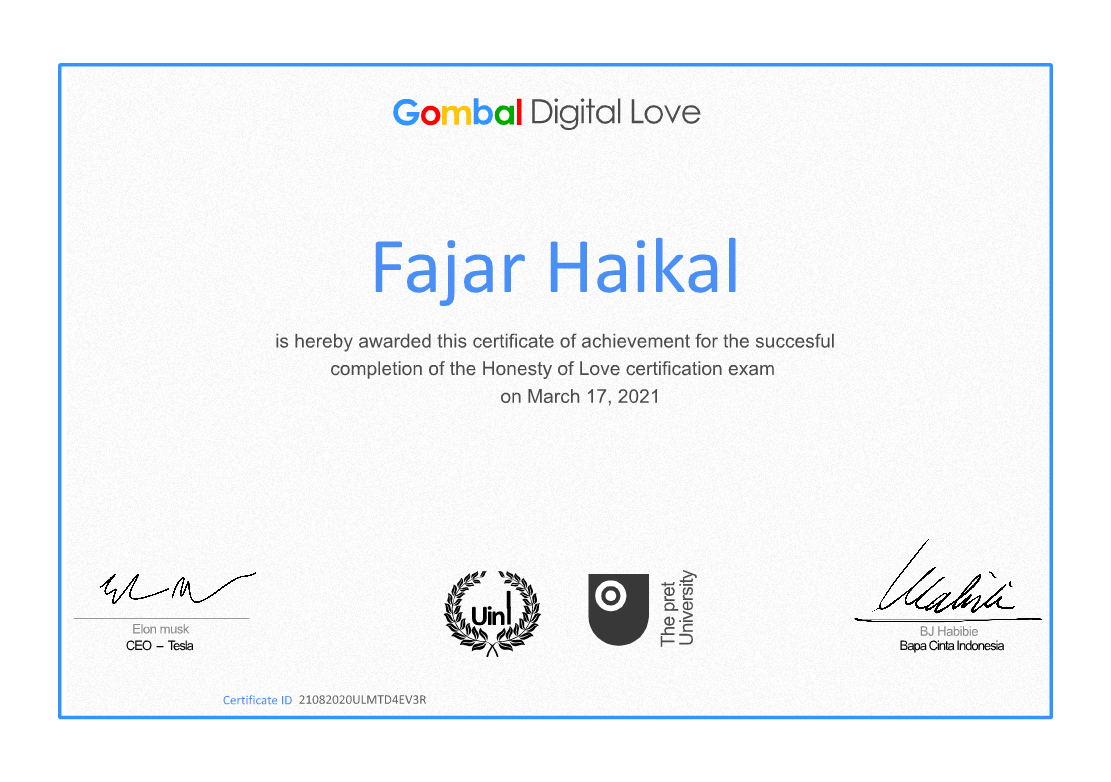 Gombal Digital Love
Fajar Haikal
is hereby awarded this certificate of achievement for the succesful
completion of the Honesty of Love certification exam
on March 17, 2021
Elon musk
CEO – Tesla
Uin!
The pret
University
BJ Habibie
Bapa Cinta Indonesia
Certificate ID 21082020ULMTD4EV3R